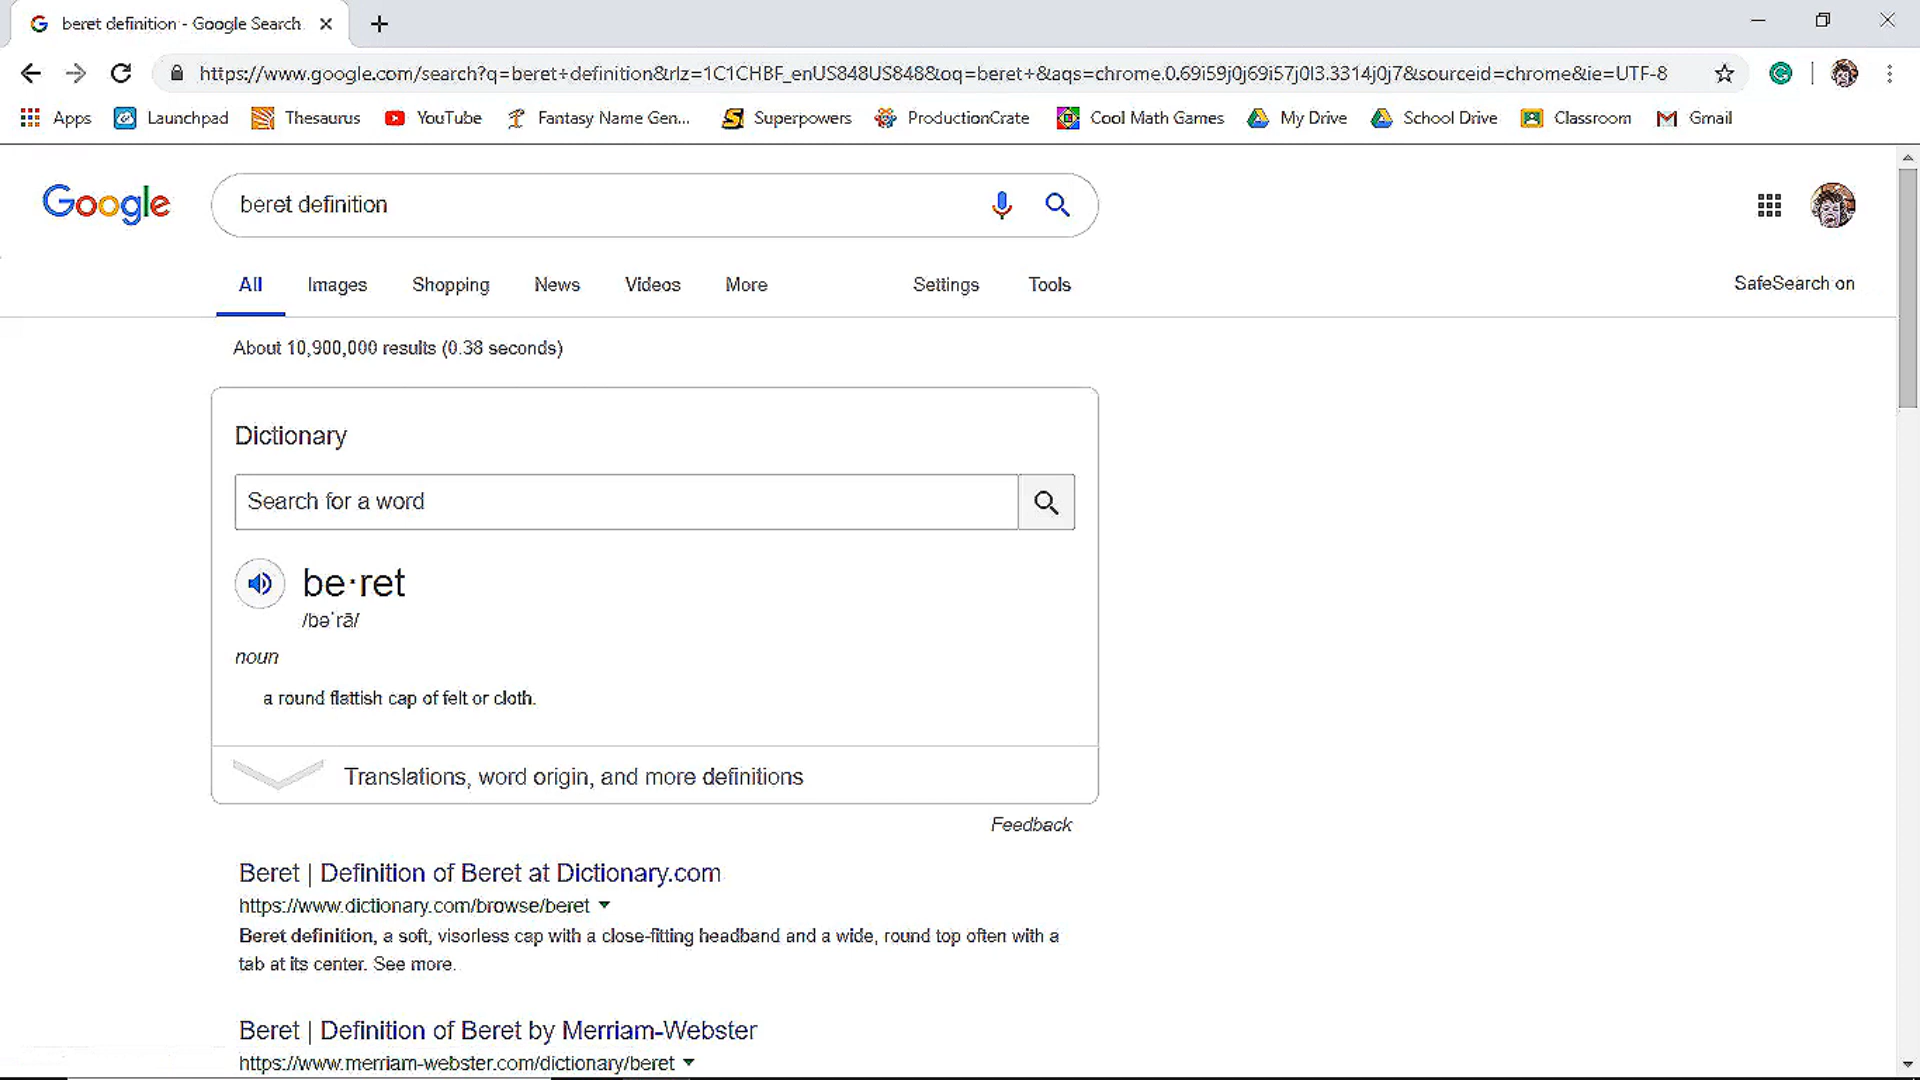 beret definition - Google Search
https://www.google.com/search?q=beret+definition&rlz=1C1CHBF_enUS848US848&oq=beret+&aqs=chrome.0.69i59j0j69i57j0l3.3314j0j7&sourceid=chrome&ie=UTF-8
Apps Launchpad Thesaurus YouTube Fantasy Name Gen... Superpowers ProductionCrate Cool Math Games My Drive School Drive Classroom Gmail
Google beret definition
All Images Shopping News Videos More Settings Tools SafeSearch on
About 10,900,000 results (0.38 seconds)
Dictionary
Search for a word
be·ret
/bəˈrā/
noun
a round flattish cap of felt or cloth.
Translations, word origin, and more definitions
Feedback
Beret | Definition of Beret at Dictionary.com
https://www.dictionary.com/browse/beret
Beret definition, a soft, visorless cap with a close-fitting headband and a wide, round top often with a
tab at its center. See more.
Beret | Definition of Beret by Merriam-Webster
https://www.merriam-webster.com/dictionary/beret